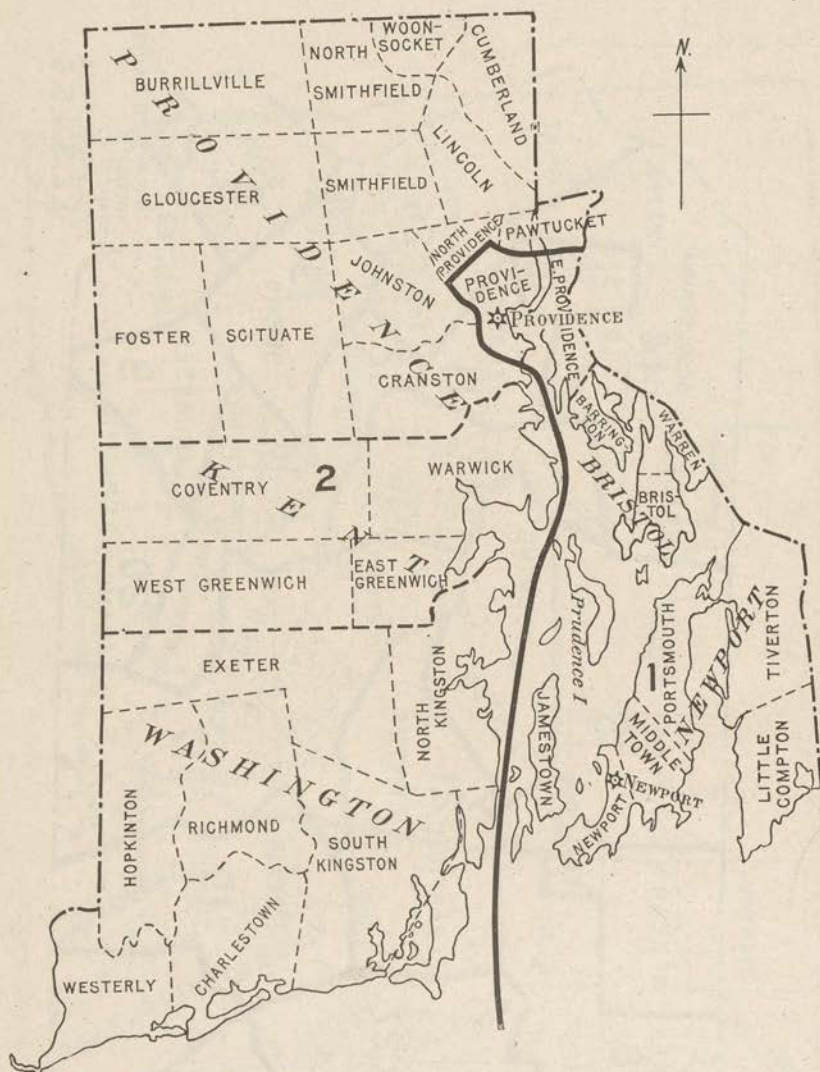 N.
PROVIDENCE
BURRILLVILLE
NORTH
SMITHFIELD
WOON-
SOCKET
CUMBERLAND
GLOUCESTER
SMITHFIELD
LINCOLN
NORTH
PROVIDENCE
PAWTUCKET
FOSTER
SCITUATE
JOHNSTON
PROVI-
DENCE
E. PROVIDENCE
PROVIDENCE
CRANSTON
BARRING-
TON
WARREN
KENT
COVENTRY
2
WARWICK
BRISTOL
BRIS-
TOL
WEST GREENWICH
EAST
GREENWICH
Prudence I
PORTSMOUTH
1
NEWPORT
TIVERTON
EXETER
NORTH
KINGSTON
JAMESTOWN
MIDDLE-
TOWN
NEWPORT
NEWPORT
LITTLE
COMPTON
WASHINGTON
HOPKINTON
RICHMOND
SOUTH
KINGSTON
CHARLESTOWN
WESTERLY